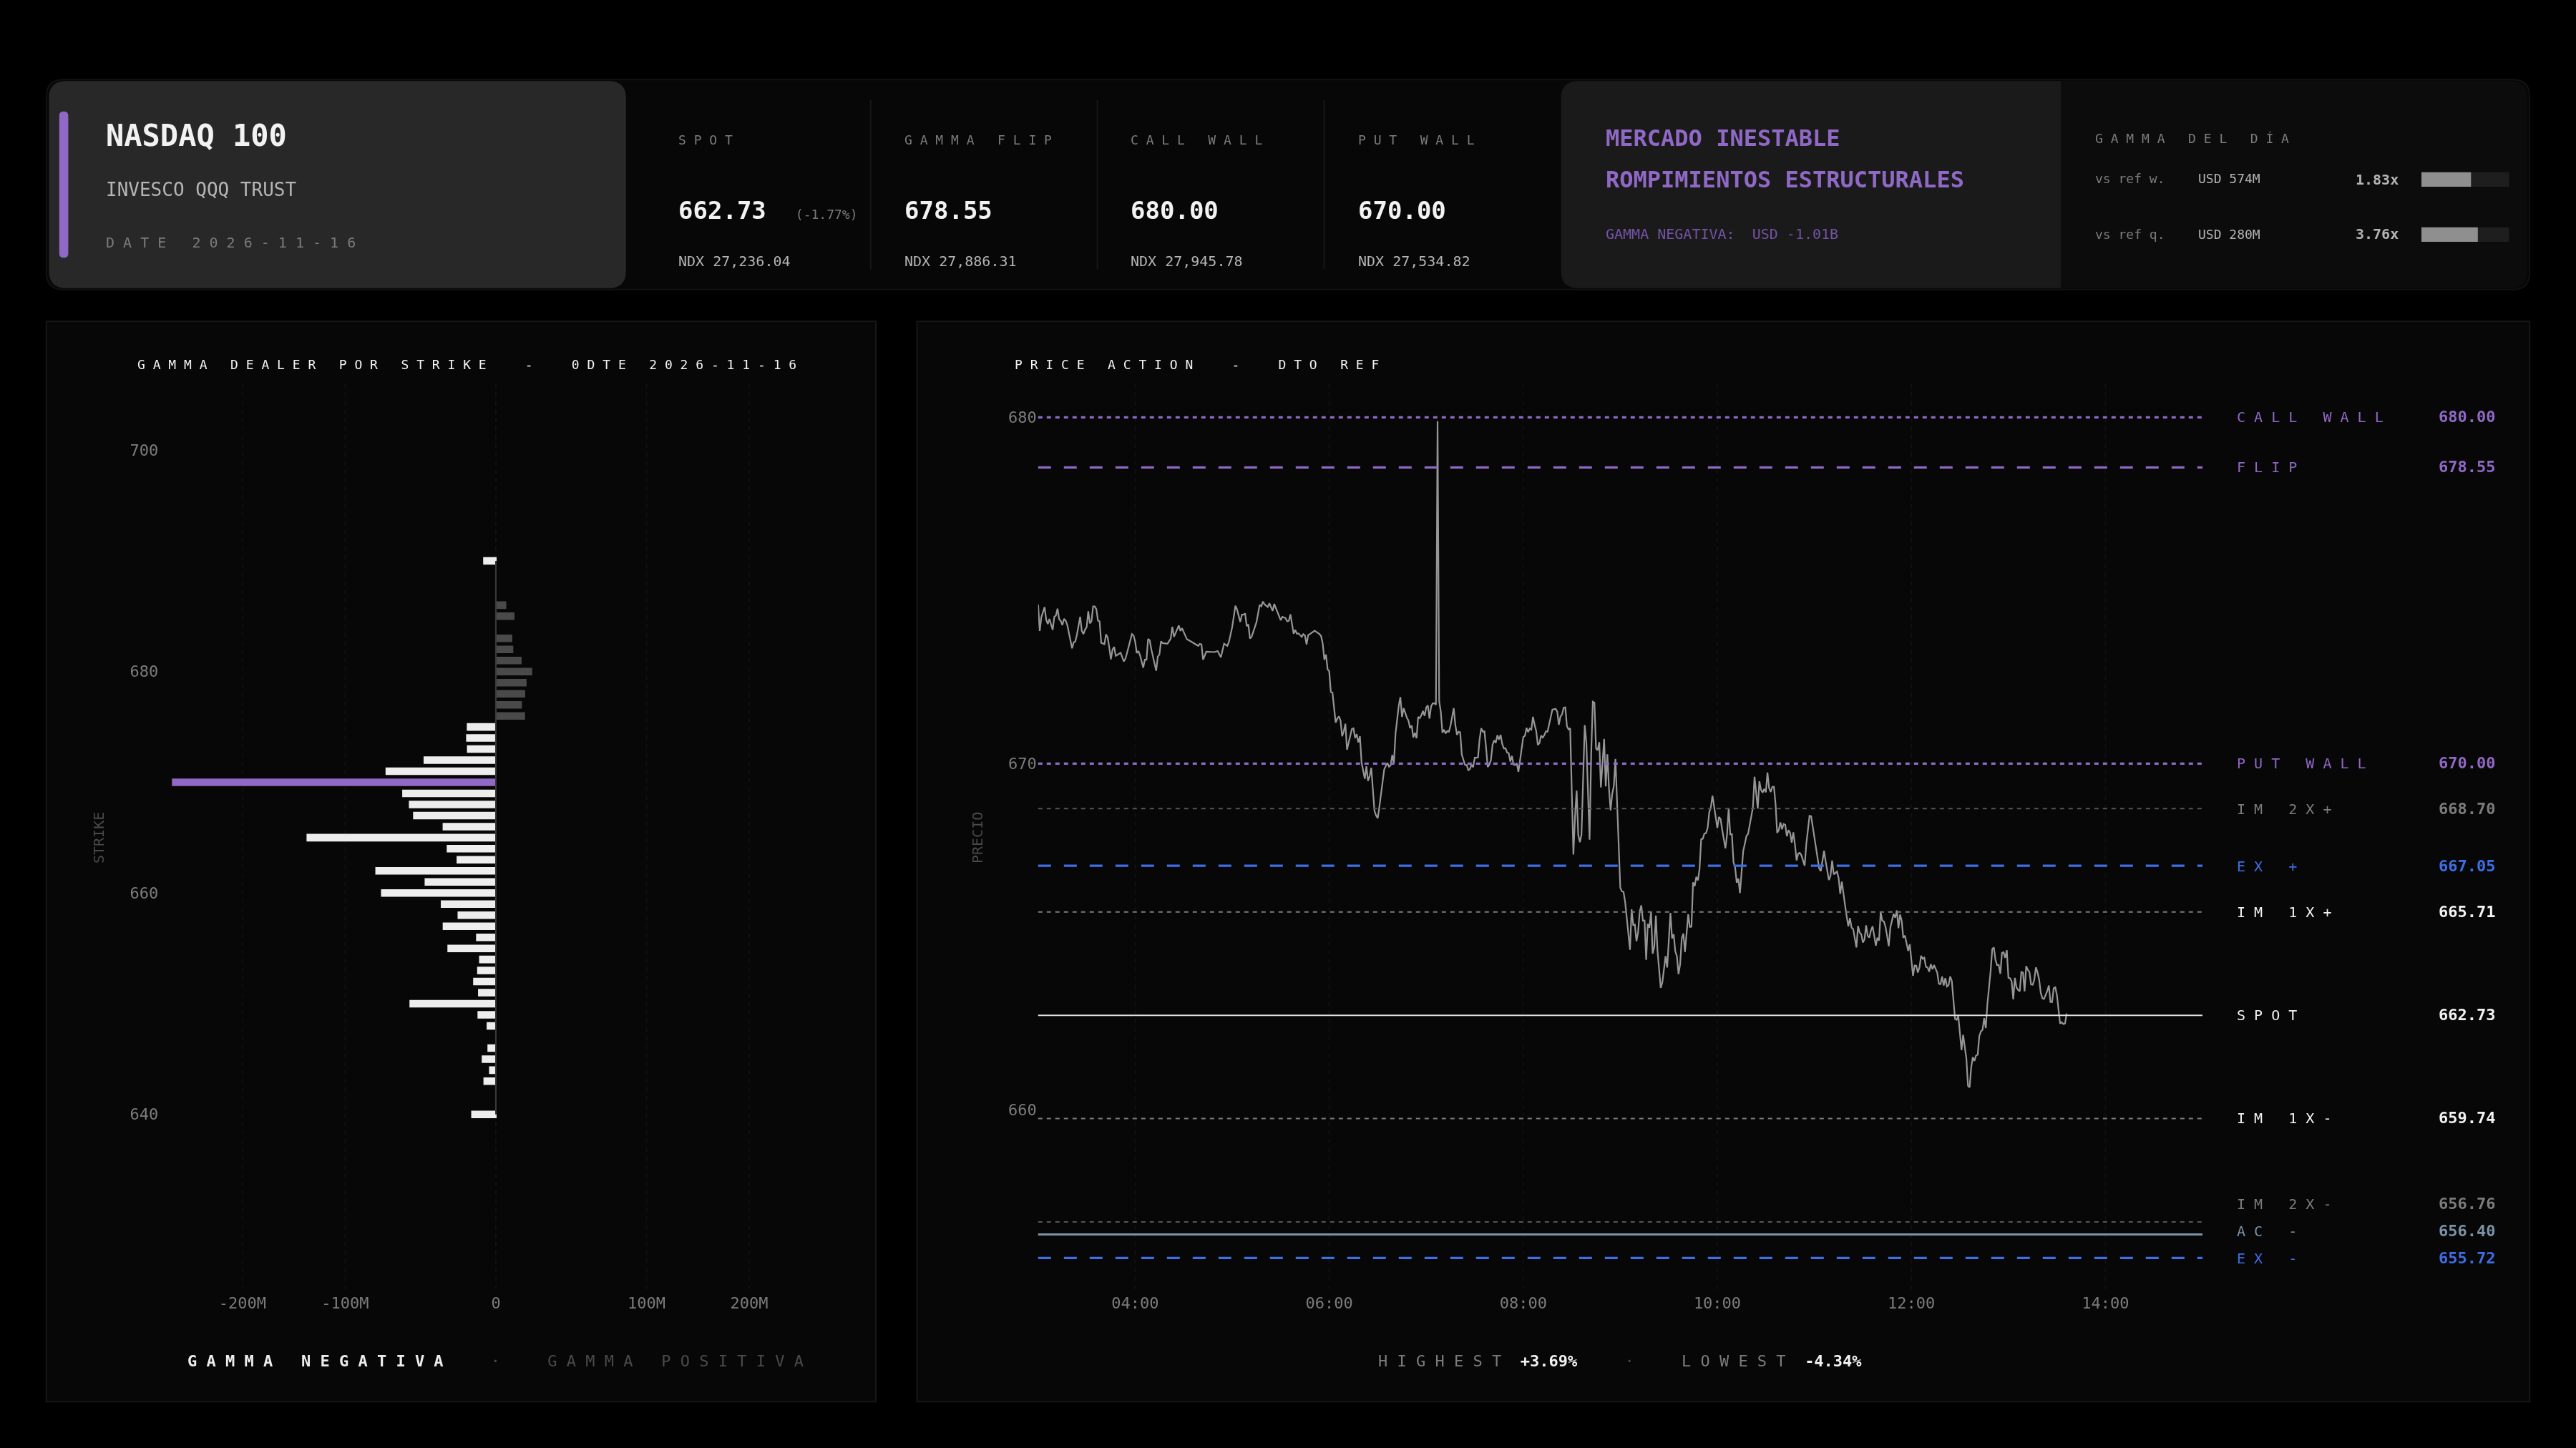 NASDAQ 100
INVESCO QQQ TRUST
DATE 2026-11-16
SPOT
662.73 (-1.77%)
NDX 27,236.04
GAMMA FLIP
678.55
NDX 27,886.31
CALL WALL
680.00
NDX 27,945.78
PUT WALL
670.00
NDX 27,534.82
MERCADO INESTABLE
ROMPIMIENTOS ESTRUCTURALES
GAMMA NEGATIVA: USD -1.01B
GAMMA DEL DÍA
vs ref w. USD 574M 1.83x
vs ref q. USD 280M 3.76x
GAMMA DEALER POR STRIKE - 0DTE 2026-11-16
700
680
660
640
STRIKE
-200M -100M 0 100M 200M
GAMMA NEGATIVA · GAMMA POSITIVA
PRICE ACTION - DTO REF
680
670
660
PRECIO
CALL WALL 680.00
FLIP 678.55
PUT WALL 670.00
IM 2X+ 668.70
EX + 667.05
IM 1X+ 665.71
SPOT 662.73
IM 1X- 659.74
IM 2X- 656.76
AC - 656.40
EX - 655.72
04:00 06:00 08:00 10:00 12:00 14:00
HIGHEST +3.69% · LOWEST -4.34%